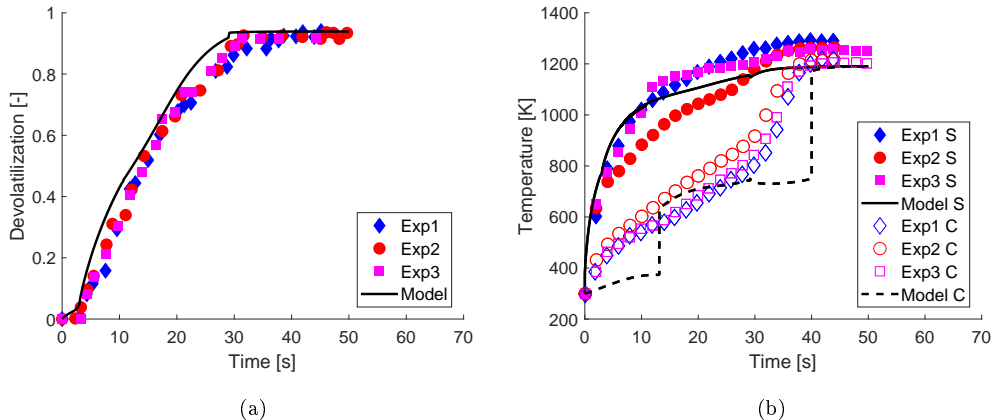 (a)
1
0.8
0.6
0.4
0.2
0
Devolatilization [-]
0 10 20 30 40 50 60 70
Time [s]
Exp1
Exp2
Exp3
Model
(a)
(b)
1400
1200
1000
800
600
400
200
Temperature [K]
0 10 20 30 40 50 60 70
Time [s]
Exp1 S
Exp2 S
Exp3 S
Model S
Exp1 C
Exp2 C
Exp3 C
Model C
(b)